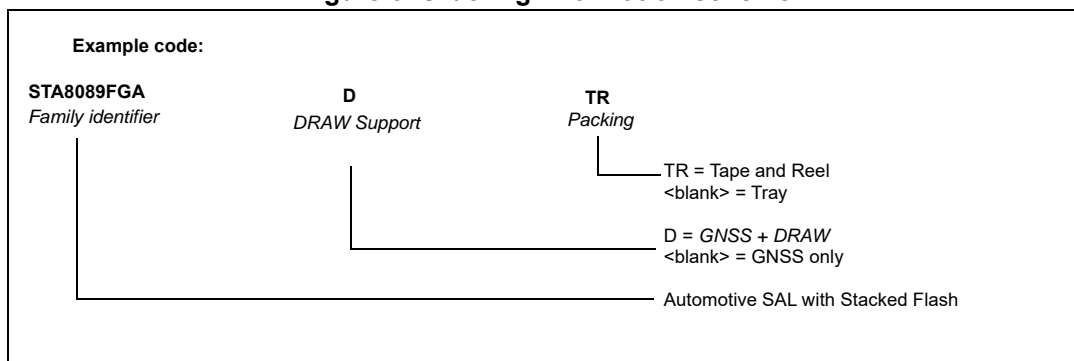 Example code:
STA8089FGA D TR
Family identifier DRAW Support Packing
TR = Tape and Reel
<blank> = Tray
D = GNSS + DRAW
<blank> = GNSS only
Automotive SAL with Stacked Flash